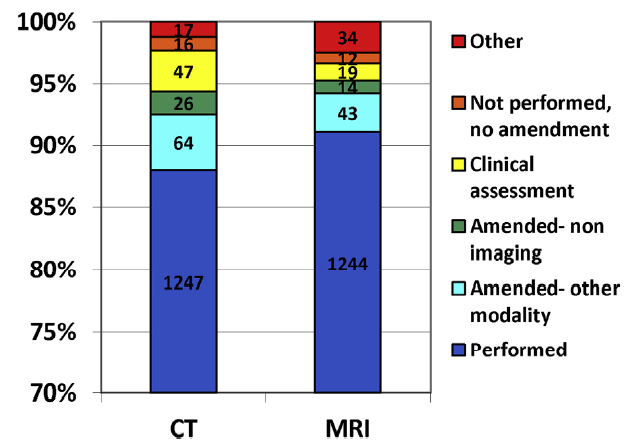 100%
95%
90%
85%
80%
75%
70%
17
16
47
26
64
1247
34
12
19
14
43
1244
CT
MRI
Other
Not performed,
no amendment
Clinical
assessment
Amended- non
imaging
Amended- other
modality
Performed